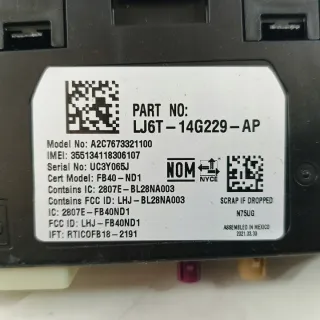 PART NO:
LJ6T-14G229-AP
Model No: A2C7673321100
IMEI: 355134118306107
Serial No: UC3Y065J
Cert Model: FB40-ND1
Contains IC: 2807E-BL28NA003
Contains FCC ID: LHJ-BL28NA003
IC: 2807E-FB40ND1
FCC ID: LHJ-FB40ND1
IFT: RTICOFB18-2191
NOM
NYCE
SCRAP IF DROPPED
N75JG
ASSEMBLED IN MEXICO